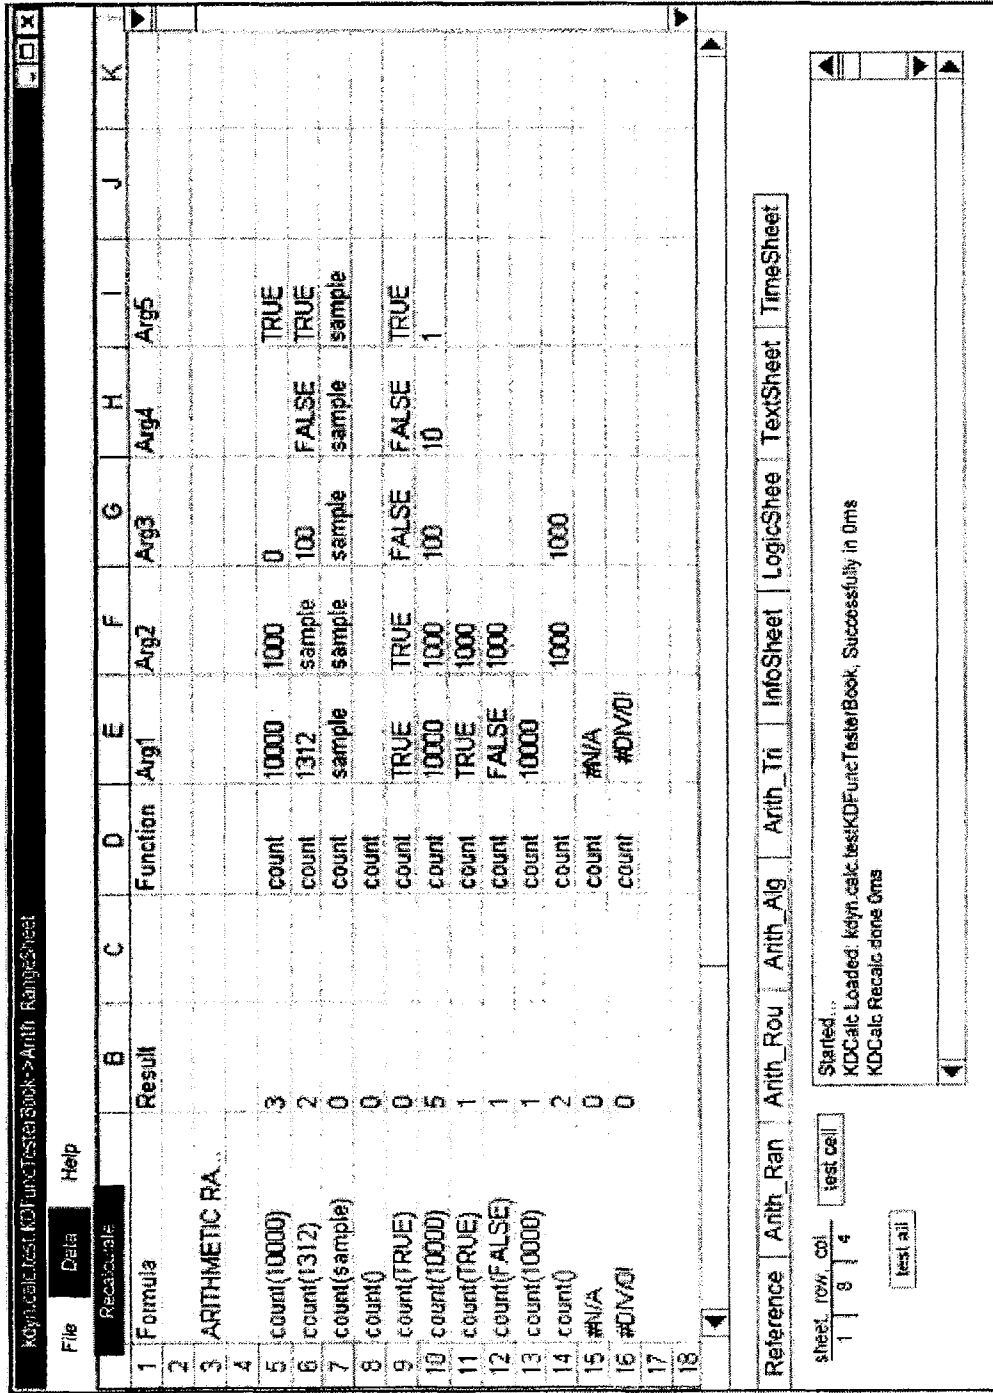 kdyn.calc.test.KDFuncTesterBook->Arith_RangeSheet
File Data Help
Recalculate
B C D E F G H I J K
1 Formula Result Function Arg1 Arg2 Arg3 Arg4 Arg5
2
3 ARITHMETIC RA...
4
5 count(10000) 3 count 10000 1000 0 TRUE
6 count(1312) 2 count 1312 sample 100 FALSE TRUE
7 count(sample) 0 count sample sample sample sample sample
8 count() 0 count
9 count(TRUE) 0 count TRUE TRUE FALSE FALSE TRUE
10 count(10000) 5 count 10000 1000 100 10 1
11 count(TRUE) 1 count TRUE 1000
12 count(FALSE) 1 count FALSE 1000
13 count(10000) 1 count 10000
14 count() 2 count 1000 1000
15 #N/A 0 count #N/A
16 #DIV/0! 0 count #DIV/0!
17
18
Reference Arith_Ran Arith_Rou Arith_Alg Arith_Tri InfoSheet LogicShee TextSheet TimeSheet
sheet row col
1 8 4
test cell
test all
Started...
KDCalc Loaded: kdyn.calc.test.KDFuncTesterBook, Successfully in 0ms
KDCalc Recalc done 0ms